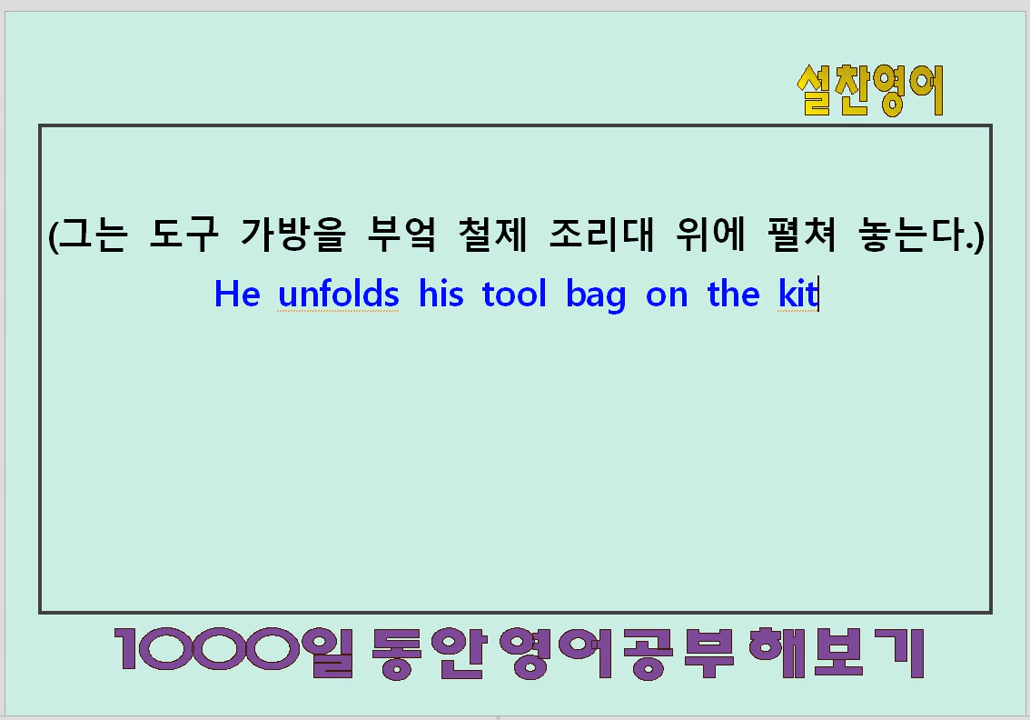 설찬영어
(그는 도구 가방을 부엌 철제 조리대 위에 펼쳐 놓는다.)
He unfolds his tool bag on the kit
1000일 동안 영어공부 해보기